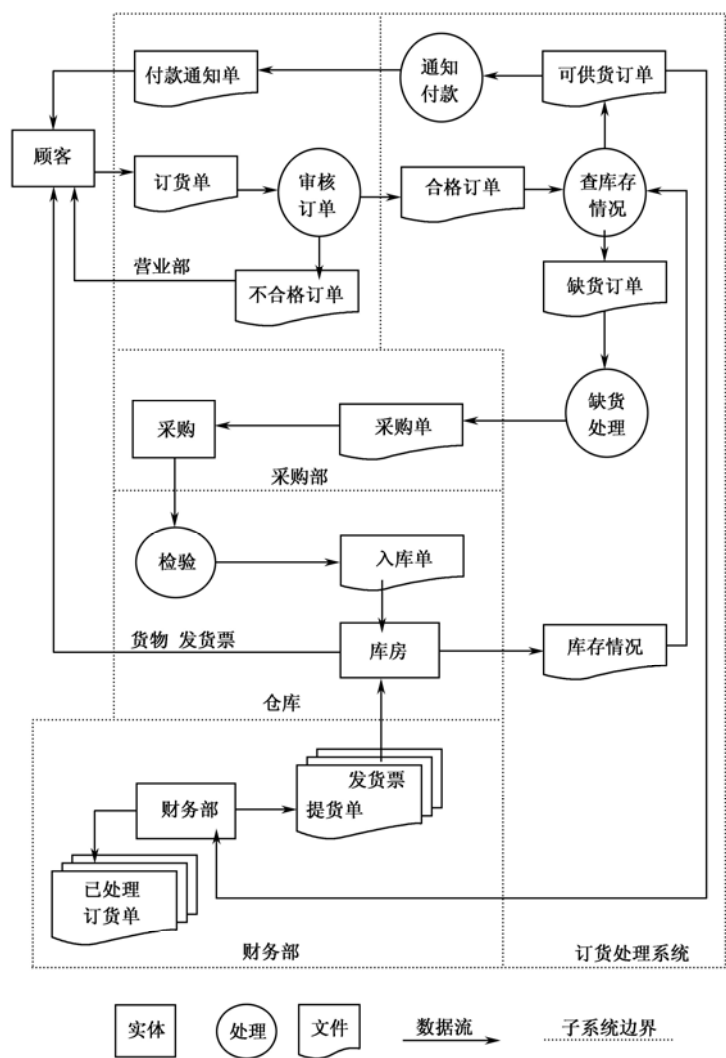 付款通知单
通知
付款
可供货订单
顾客
订货单
审核
订单
合格订单
查库存
情况
营业部
不合格订单
缺货订单
采购
采购单
缺货
处理
采购部
检验
入库单
货物 发货票
库房
库存情况
仓库
发货票
财务部
提货单
已处理
订货单
财务部
订货处理系统
实体
处理
文件
数据流
子系统边界